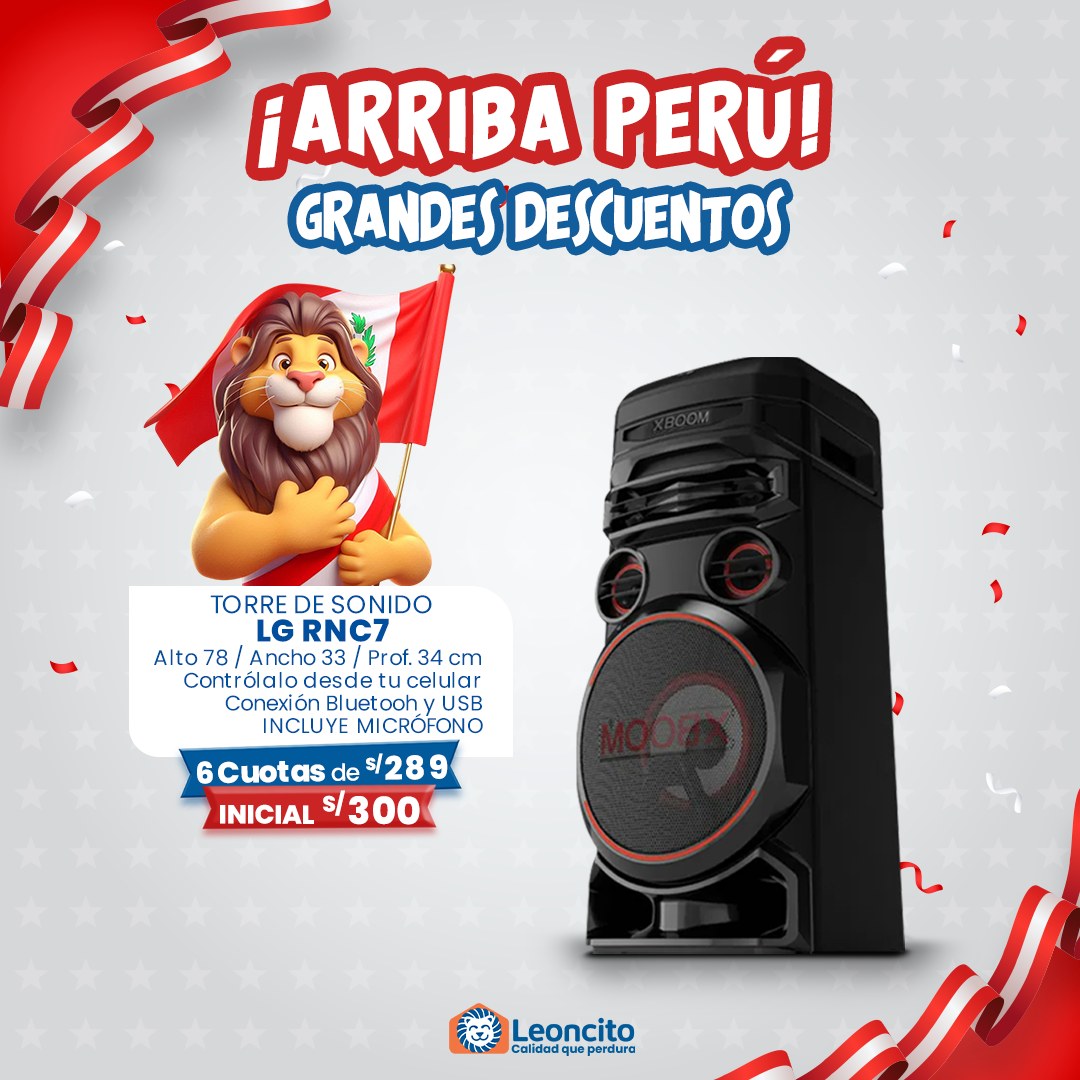 ¡ARRIBA PERÚ!
GRANDES DESCUENTOS
XBOOM
TORRE DE SONIDO
LG RNC7
Alto 78 / Ancho 33 / Prof. 34 cm
Contrólalo desde tu celular
Conexión Bluetooh y USB
INCLUYE MICRÓFONO
MOOBX
6 Cuotas de s/289
INICIAL s/300
Leoncito
Calidad que perdura